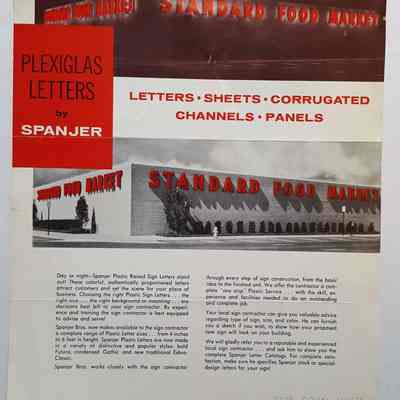 STANDARD FOOD MARKET
STANDARD FOOD MARKET
PLEXIGLAS
LETTERS
by
SPANJER
LETTERS • SHEETS • CORRUGATED
CHANNELS • PANELS
STANDARD FOOD MARKET
STANDARD FOOD MARKET
Day or night—Spanjer Plastic Raised Sign Letters stand
out! These colorful, authentically proportioned letters
attract customers and set the scene for your place of
business. Choosing the right Plastic Sign Letters . . . the
right size . . . the right background or mounting — are
decisions best left to your sign contractor. By experi-
ence and training the sign contractor is best equipped
to advise and serve!
Spanjer Bros. now makes available to the sign contractor
a complete range of Plastic Letter sizes . . . from 4 inches
to 6 feet in height. Spanjer Plastic Letters are now made
in a variety of distinctive and popular styles: bold
Futura, condensed Gothic and new traditional Edna
Classic.
Spanjer Bros. works closely with the sign contractor
through every step of sign construction, from the basic
idea to the finished unit. We offer the contractor a com-
plete "one stop" Plastic Service . . . with the skill, ex-
perience and facilities needed to do an outstanding
and complete job.
Your local sign contractor can give you valuable advice
regarding type of sign, size, and color. He can furnish
you a sketch if you wish, to show how your proposed
new sign will look on your building.
We will gladly refer you to a reputable and experienced
local sign contractor . . . and ask him to show you the
complete Spanjer Letter Catalogs. For complete satis-
faction, make sure he specifies Spanjer stock or special-
design letters for your sign!